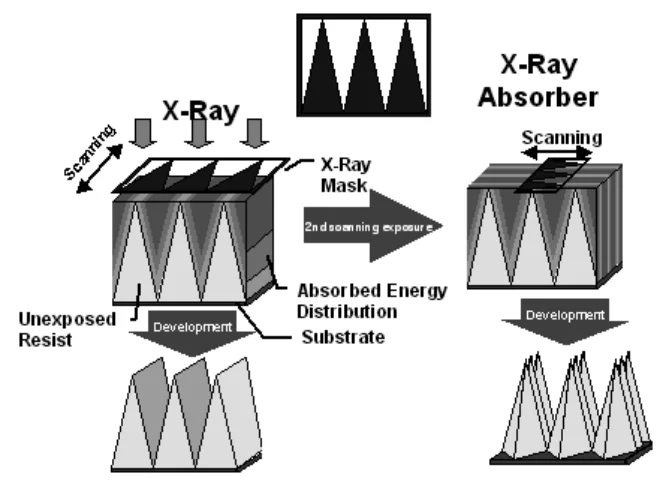 X-Ray
Scanning
X-Ray
Mask
X-Ray
Absorber
Scanning
2nd scanning exposure
Absorbed Energy
Distribution
Unexposed
Resist
Substrate
Development
Development